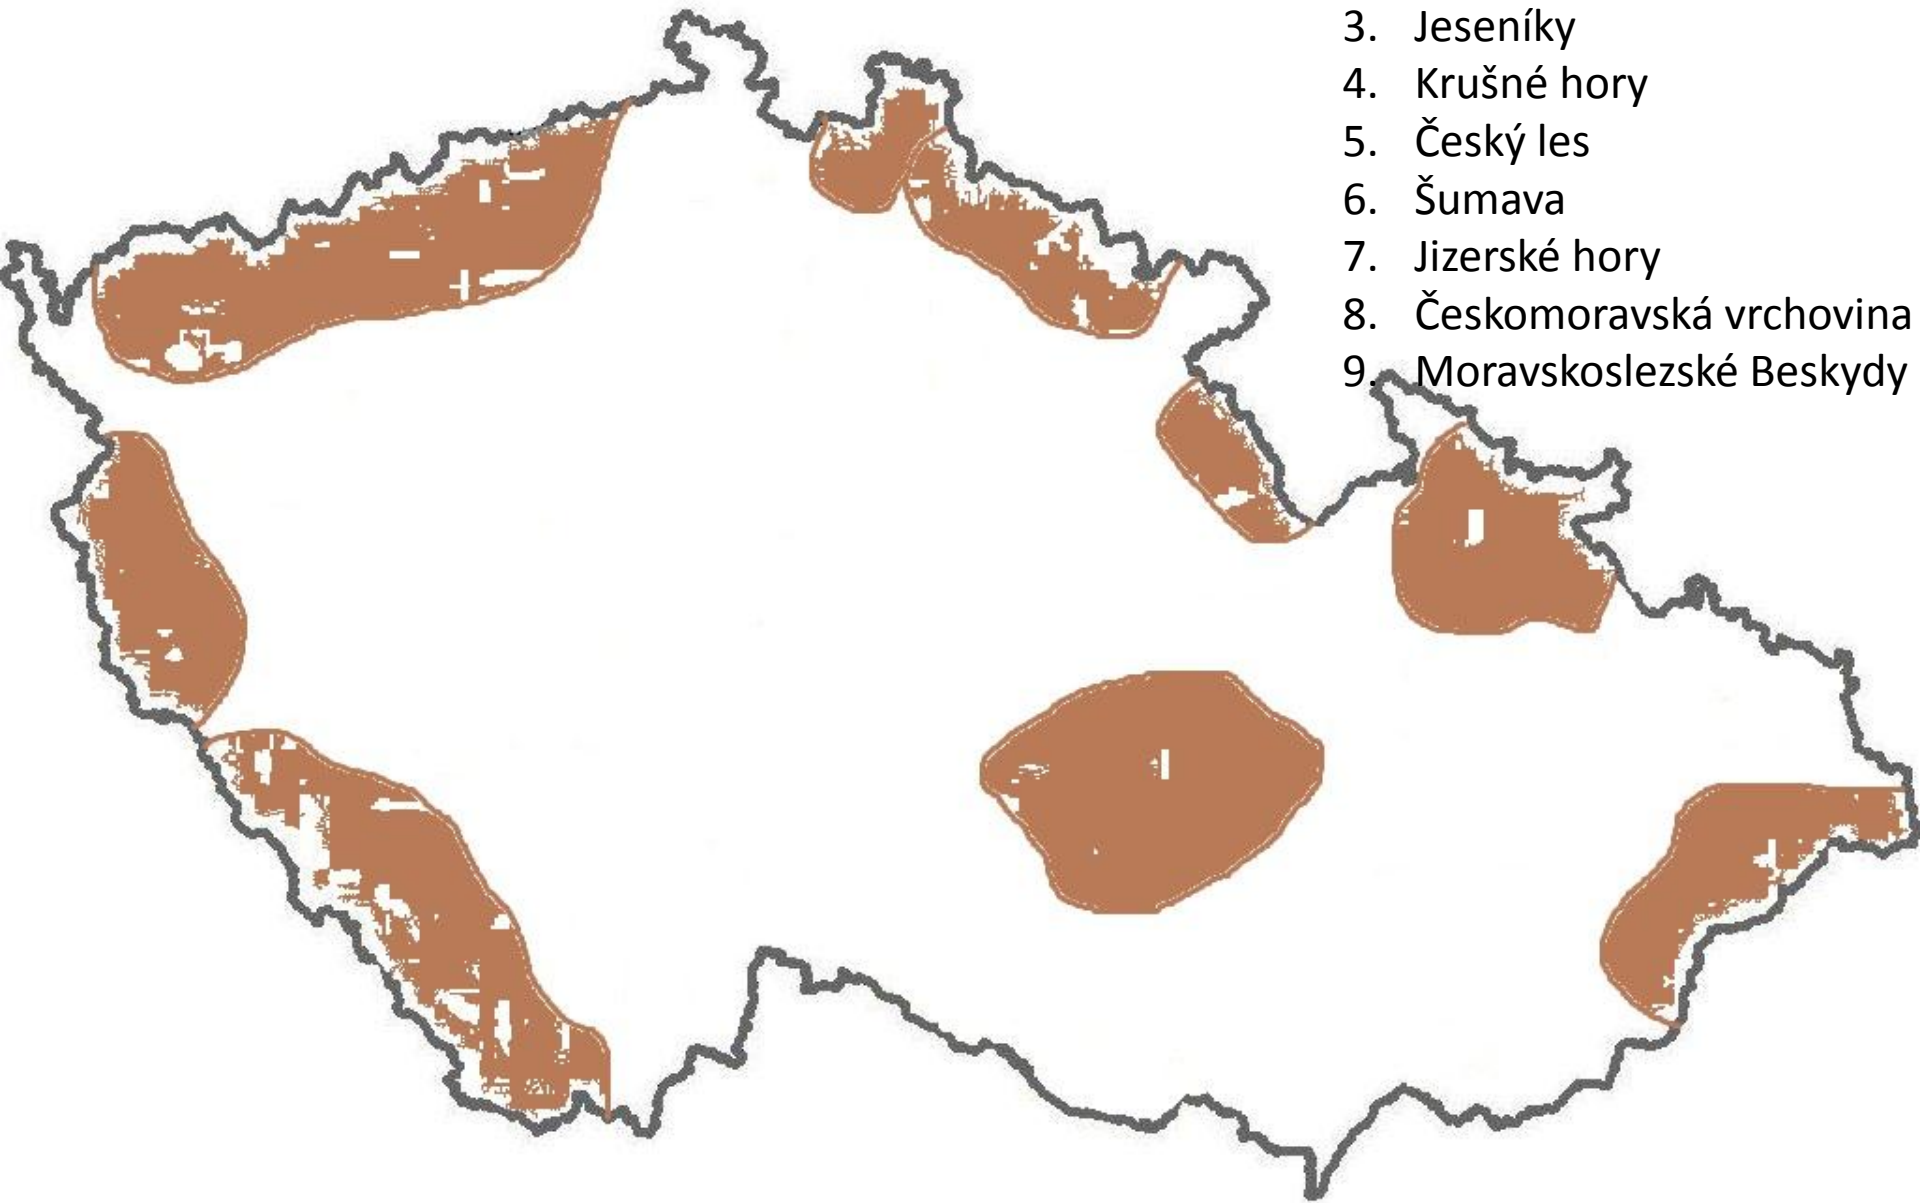 3. Jeseníky
4. Krušné hory
5. Český les
6. Šumava
7. Jizerské hory
8. Českomoravská vrchovina
9. Moravskoslezské Beskydy